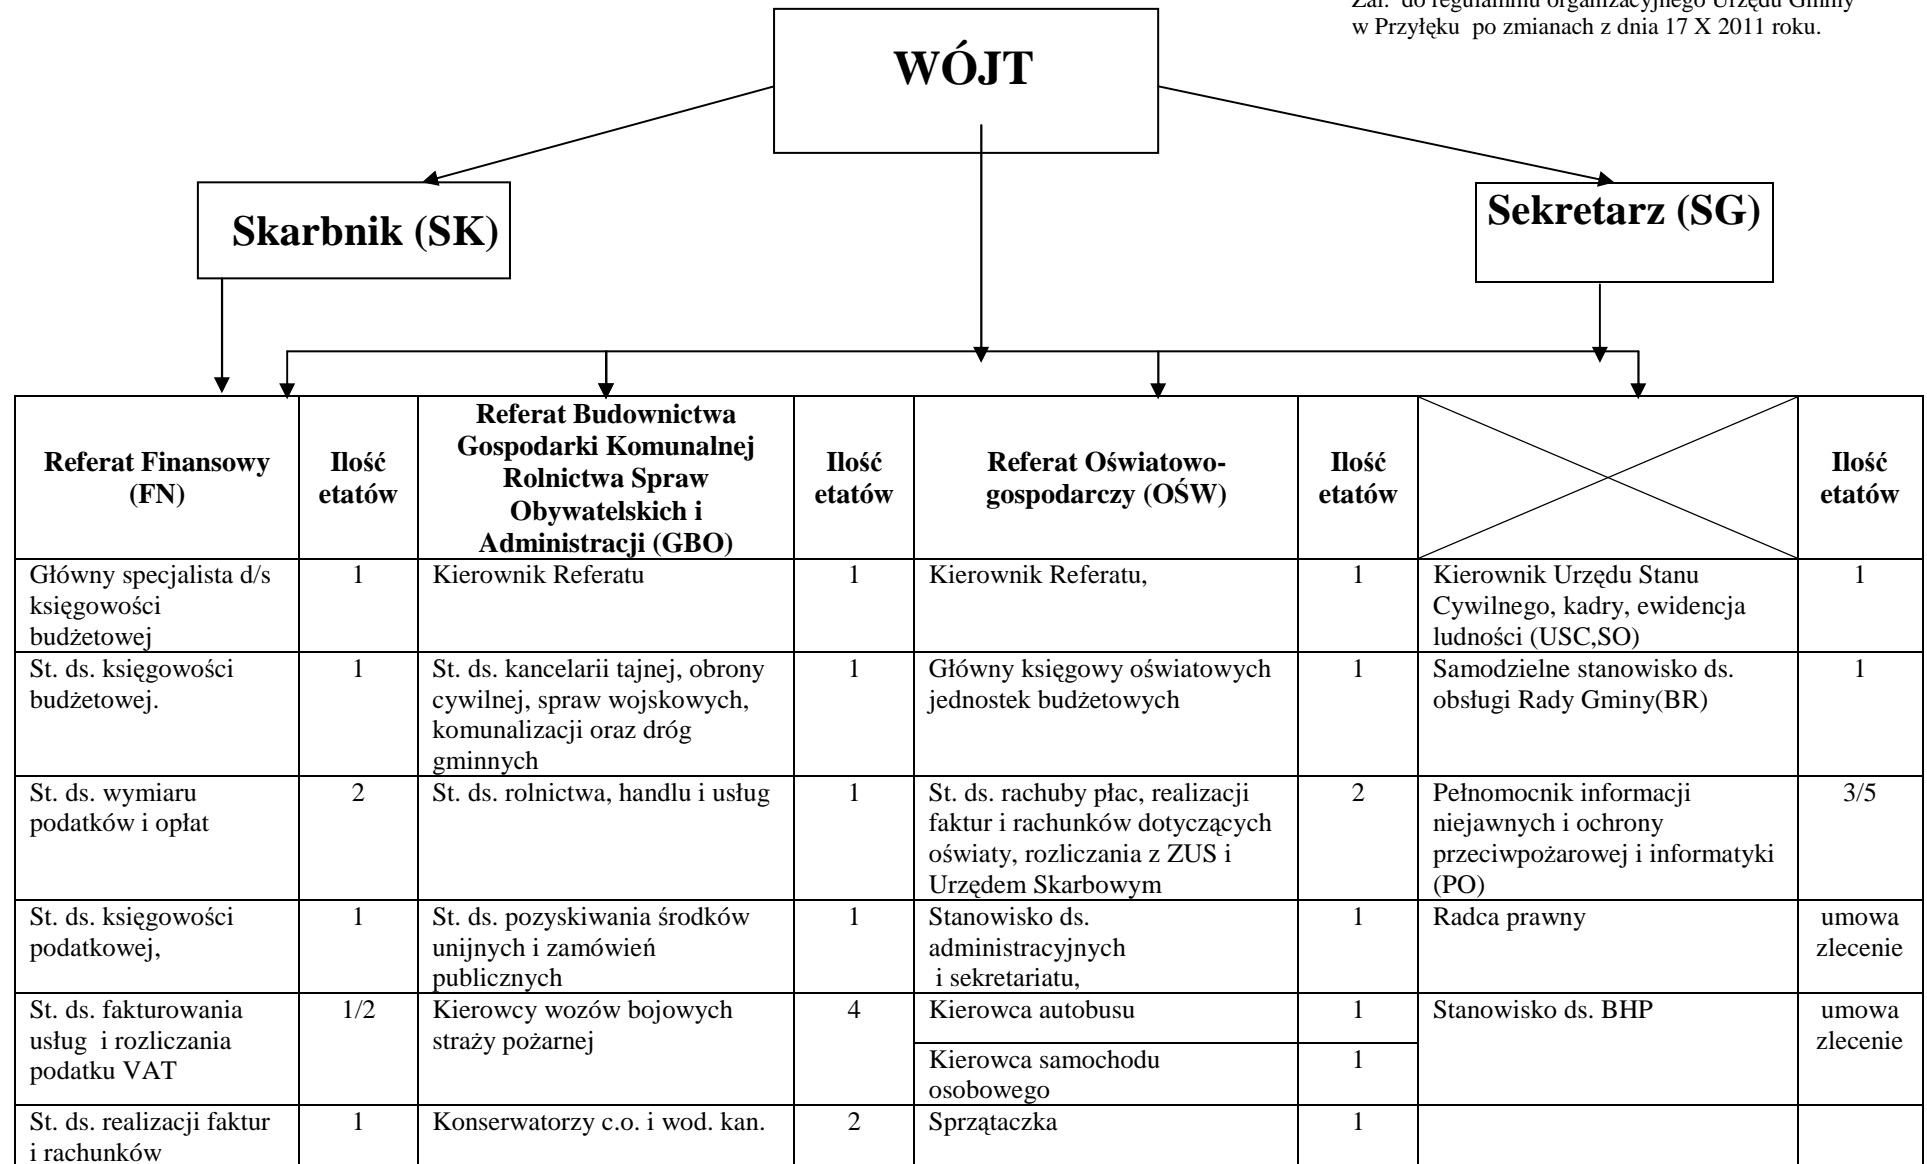 Zał. do regulaminu organizacyjnego Urzędu Gminy
w Przyłęku po zmianach z dnia 17 X 2011 roku.
WÓJT
Skarbnik (SK)
Sekretarz (SG)
Referat Finansowy
(FN)
Ilość
etatów
Referat Budownictwa
Gospodarki Komunalnej
Rolnictwa Spraw
Obywatelskich i
Administracji (GBO)
Ilość
etatów
Referat Oświatowo-
gospodarczy (OŚW)
Ilość
etatów
Ilość
etatów
Główny specjalista d/s
księgowości
budżetowej
1
Kierownik Referatu
1
Kierownik Referatu,
1
Kierownik Urzędu Stanu
Cywilnego, kadry, ewidencja
ludności (USC,SO)
1
St. ds. księgowości
budżetowej.
1
St. ds. kancelarii tajnej, obrony
cywilnej, spraw wojskowych,
komunalizacji oraz dróg
gminnych
1
Główny księgowy oświatowych
jednostek budżetowych
1
Samodzielne stanowisko ds.
obsługi Rady Gminy(BR)
1
St. ds. wymiaru
podatków i opłat
2
St. ds. rolnictwa, handlu i usług
1
St. ds. rachuby płac, realizacji
faktur i rachunków dotyczących
oświaty, rozliczania z ZUS i
Urzędem Skarbowym
2
Pełnomocnik informacji
niejawnych i ochrony
przeciwpożarowej i informatyki
(PO)
3/5
St. ds. księgowości
podatkowej,
1
St. ds. pozyskiwania środków
unijnych i zamówień
publicznych
1
Stanowisko ds.
administracyjnych
i sekretariatu,
1
Radca prawny
umowa
zlecenie
St. ds. fakturowania
usług i rozliczania
podatku VAT
1/2
Kierowcy wozów bojowych
straży pożarnej
4
Kierowca autobusu
1
Kierowca samochodu
osobowego
1
Stanowisko ds. BHP
umowa
zlecenie
St. ds. realizacji faktur
i rachunków
1
Konserwatorzy c.o. i wod. kan.
2
Sprzątaczka
1